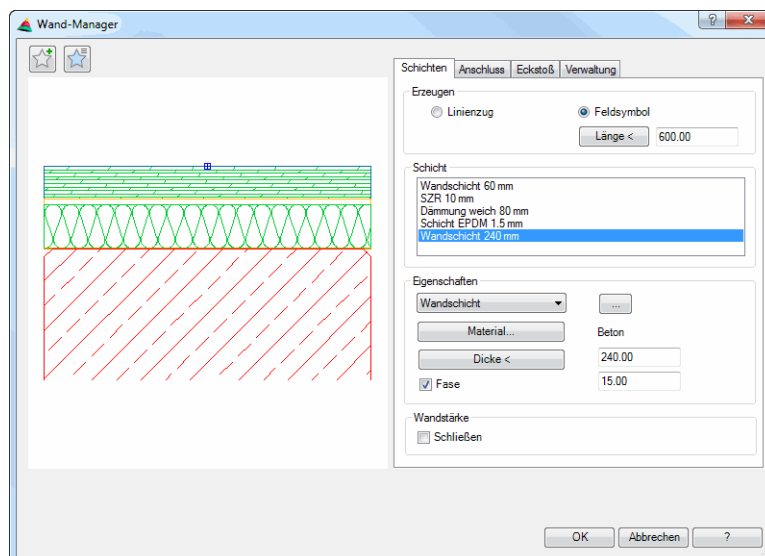 Wand-Manager
?
Schichten Anschluss Eckstoß Verwaltung
Erzeugen
Linienzug Feldsymbol
Länge < 600.00
Schicht
Wandschicht 60 mm
SZR 10 mm
Dämmung weich 80 mm
Schicht EPDM 1.5 mm
Wandschicht 240 mm
Eigenschaften
Wandschicht ...
Material... Beton
Dicke < 240.00
Fase 15.00
Wandstärke
Schließen
OK Abbrechen ?